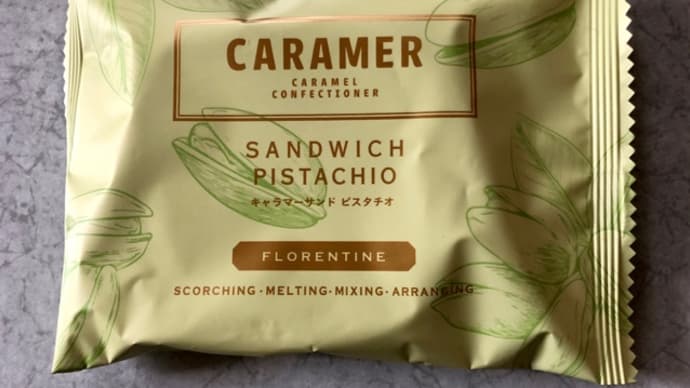 CARAMER
CARAMEL
CONFECTIONER
SANDWICH
PISTACHIO
キャラマーサンド ピスタチオ
FLORENTINE
SCORCHING・MELTING・MIXING・ARRANGING